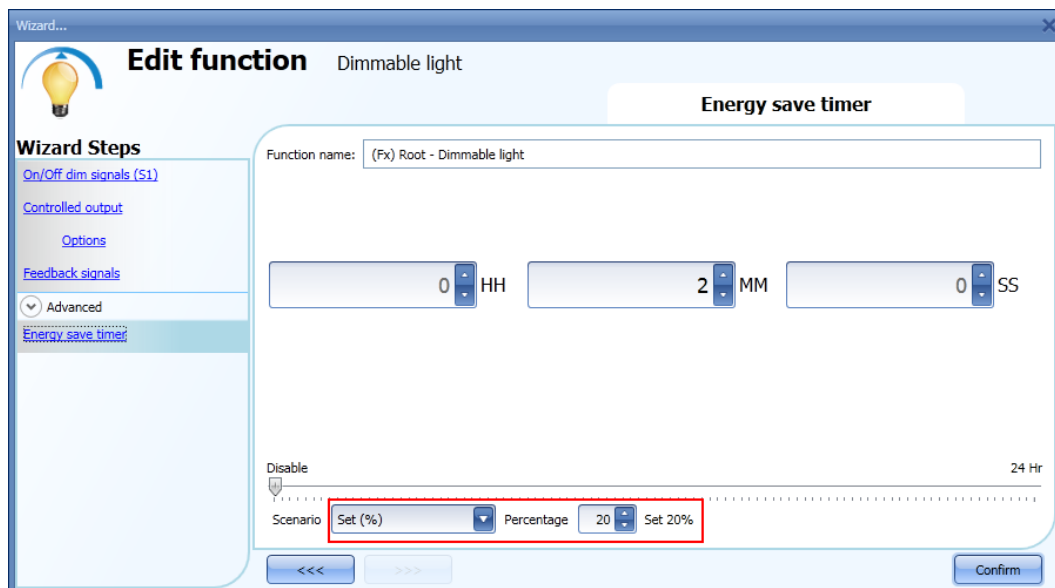 Wizard...
Edit function Dimmable light
Energy save timer
Wizard Steps
On/Off dim signals (S1)
Controlled output
Options
Feedback signals
Advanced
Energy save timer
Function name: (Fx) Root - Dimmable light
0 HH 2 MM 0 SS
Disable 24 Hr
Scenario Set (%) Percentage 20 Set 20%
<<< >>> Confirm